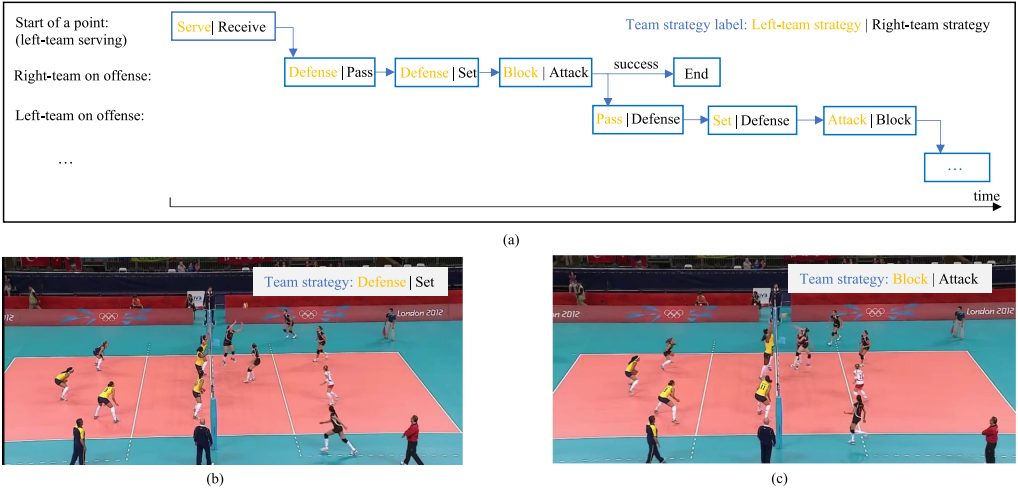 Start of a point:
(left-team serving)
Serve|Receive
Team strategy label: Left-team strategy | Right-team strategy
Right-team on offense:
Defense|Pass
Defense|Set
Block|Attack
success
End
Left-team on offense:
Pass|Defense
Set|Defense
Attack|Block
...
...
time
(a)
Team strategy: Defense|Set
London 2012
(b)
Team strategy: Block|Attack
London 2012
(c)